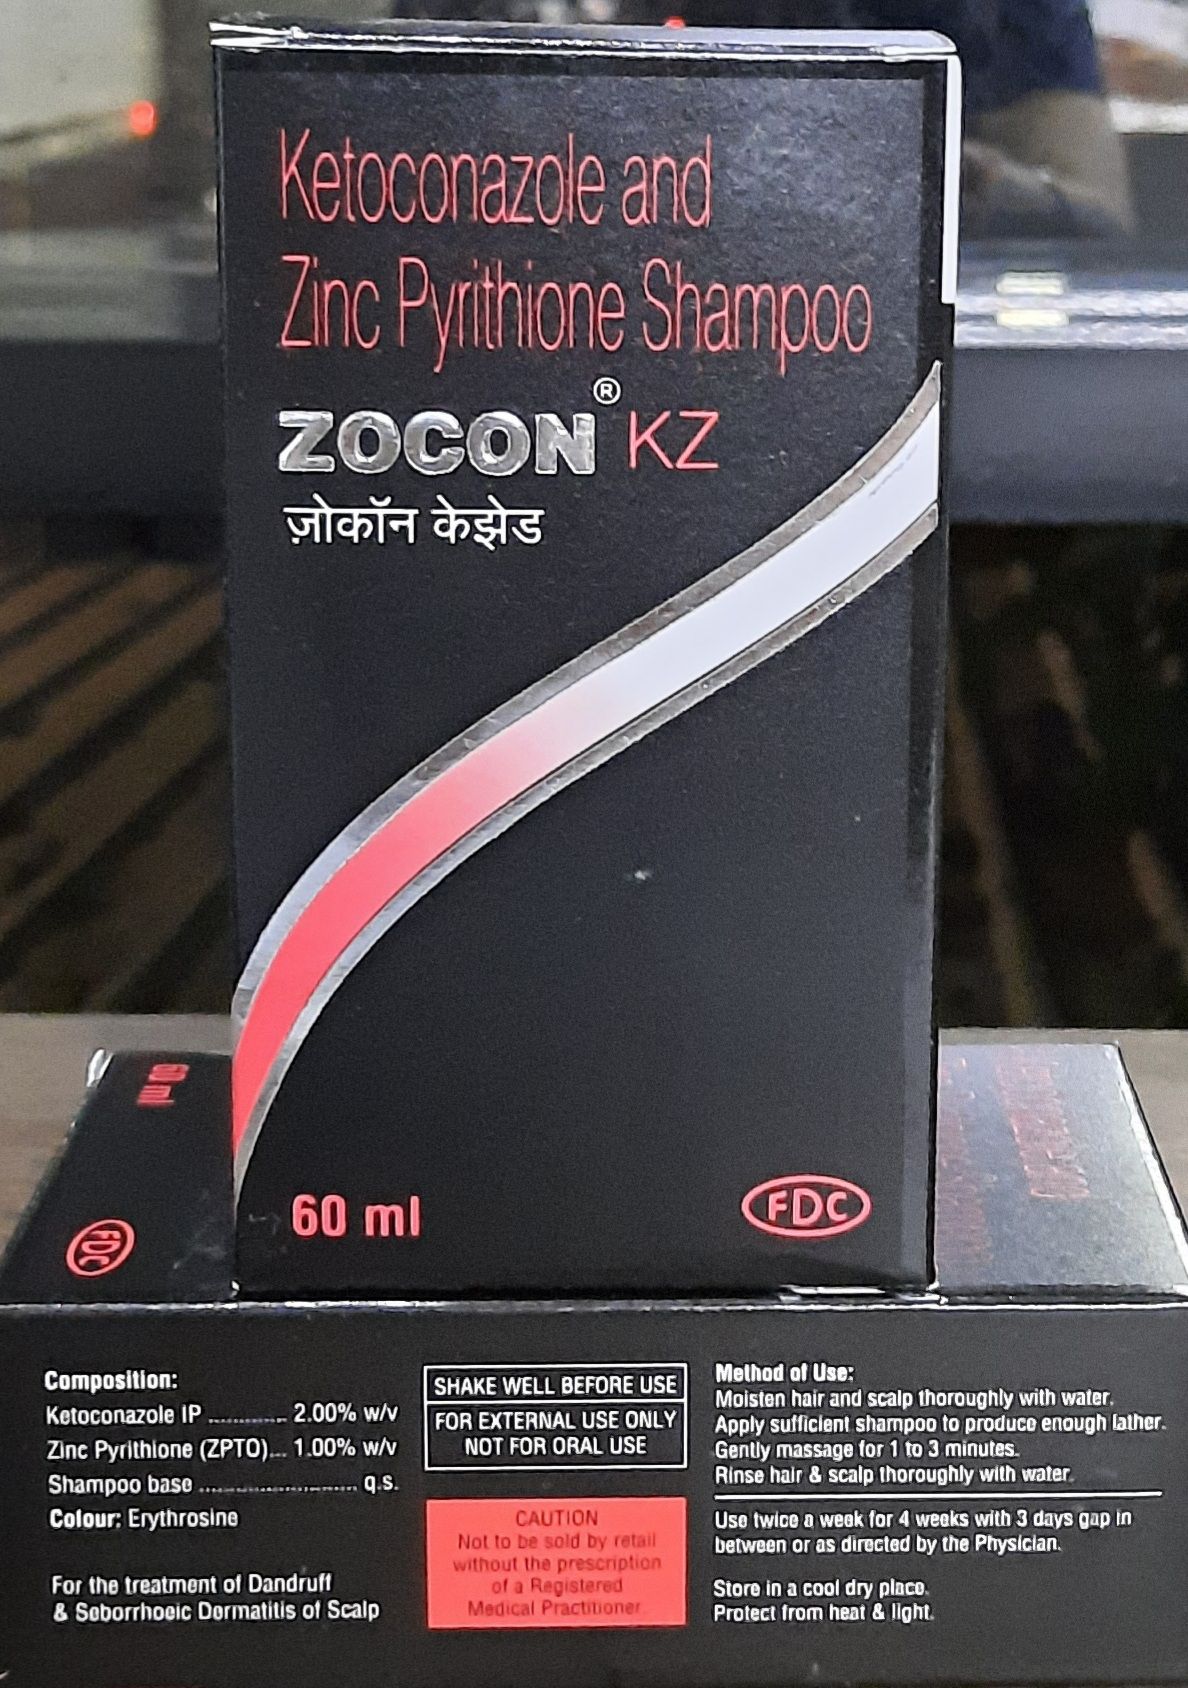 Ketoconazole and
Zinc Pyrithione Shampoo
ZOCON® KZ
ज़ोकॉन केझेड
60 ml
FDC
60 ml
FDC
Composition:
Ketoconazole IP ............. 2.00% w/v
Zinc Pyrithione (ZPTO)... 1.00% w/v
Shampoo base .............................. q.s.
Colour: Erythrosine
For the treatment of Dandruff
& Seborrhoeic Dermatitis of Scalp
SHAKE WELL BEFORE USE
FOR EXTERNAL USE ONLY
NOT FOR ORAL USE
CAUTION
Not to be sold by retail
without the prescription
of a Registered
Medical Practitioner.
Method of Use:
Moisten hair and scalp thoroughly with water.
Apply sufficient shampoo to produce enough lather.
Gently massage for 1 to 3 minutes.
Rinse hair & scalp thoroughly with water.
Use twice a week for 4 weeks with 3 days gap in
between or as directed by the Physician.
Store in a cool dry place.
Protect from heat & light.